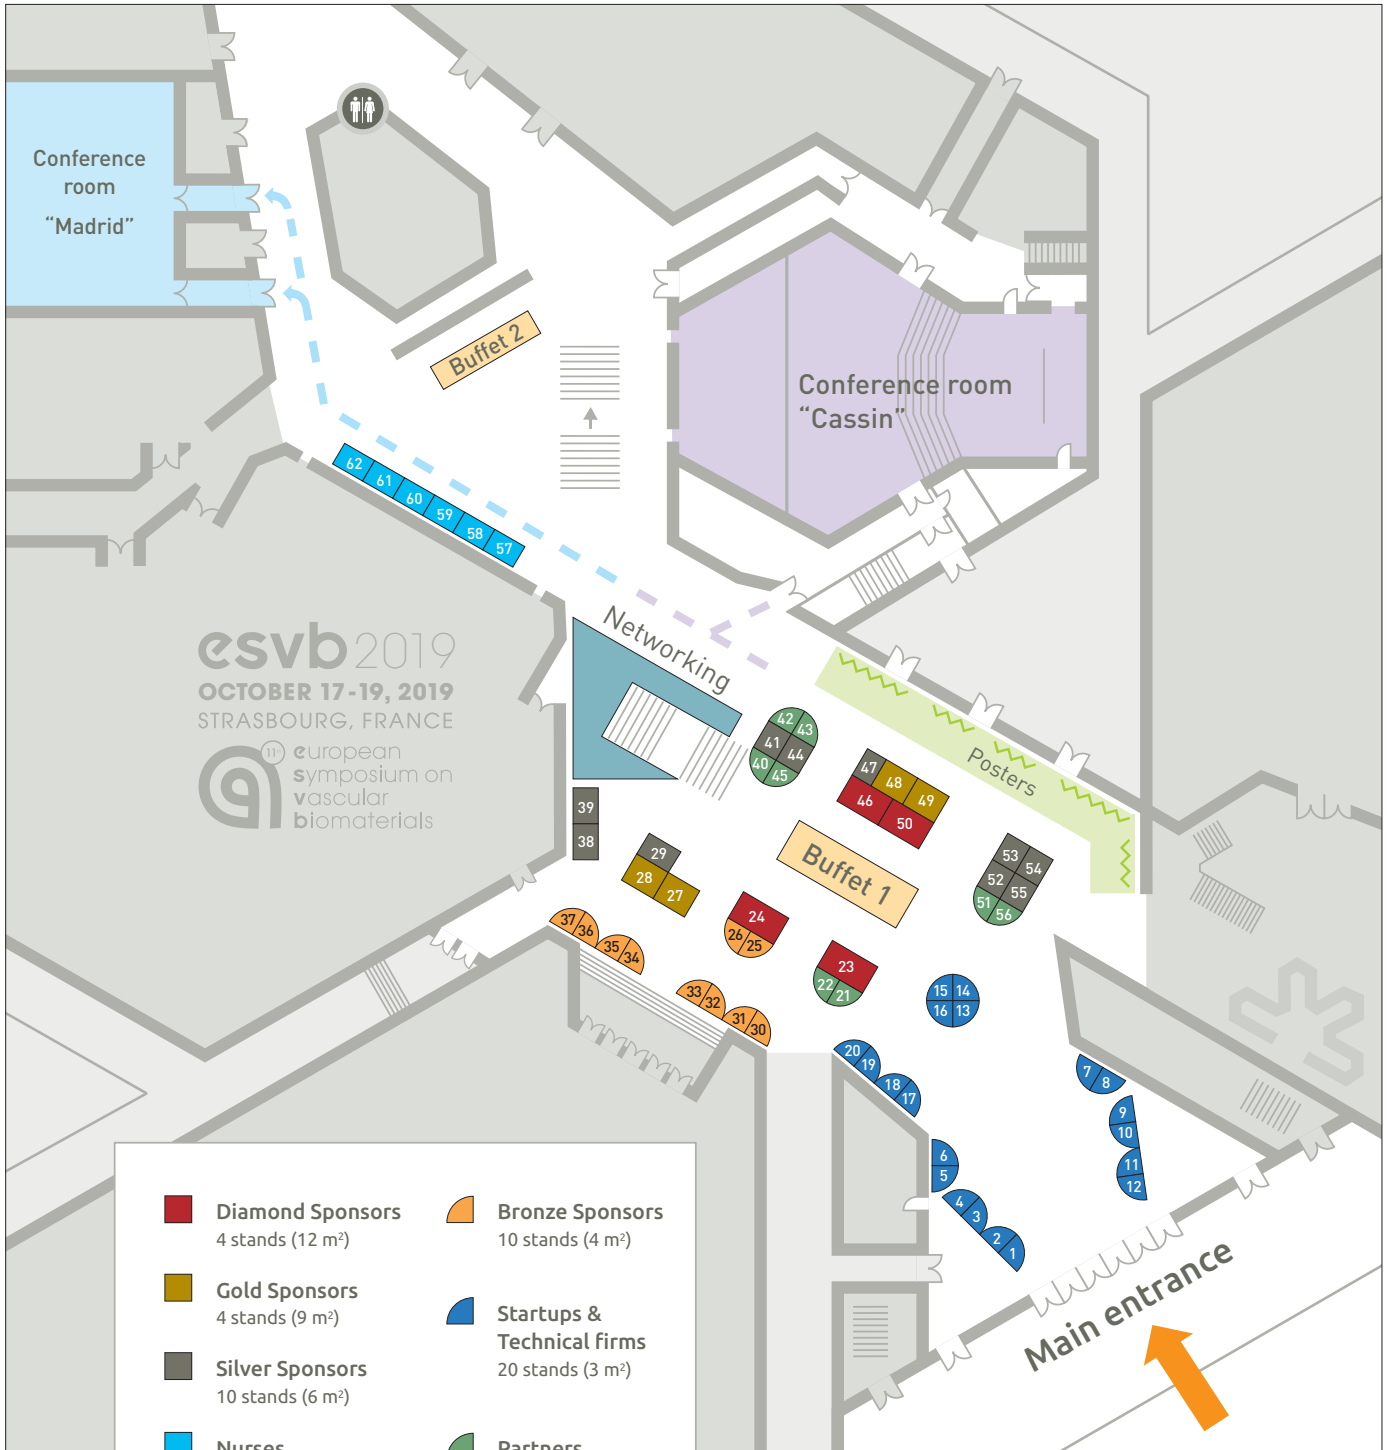 Conference
room
“Madrid”
Buffet 2
Conference room
“Cassin”
62
61
60
59
58
57
Networking
esvb2019
OCTOBER 17-19, 2019
STRASBOURG, FRANCE
11th
european
symposium on
vascular
biomaterials
Posters
42
43
41
44
40
45
47
48
49
46
50
Buffet 1
53
54
52
55
51
56
39
38
29
28
27
24
26
25
23
22
21
37
36
35
34
33
32
31
30
15
14
16
13
20
19
18
17
7
8
9
10
11
12
6
5
4
3
2
1
Main entrance
Diamond Sponsors
4 stands (12 m²)
Gold Sponsors
4 stands (9 m²)
Silver Sponsors
10 stands (6 m²)
Nurses
Bronze Sponsors
10 stands (4 m²)
Startups &
Technical firms
20 stands (3 m²)
Partners